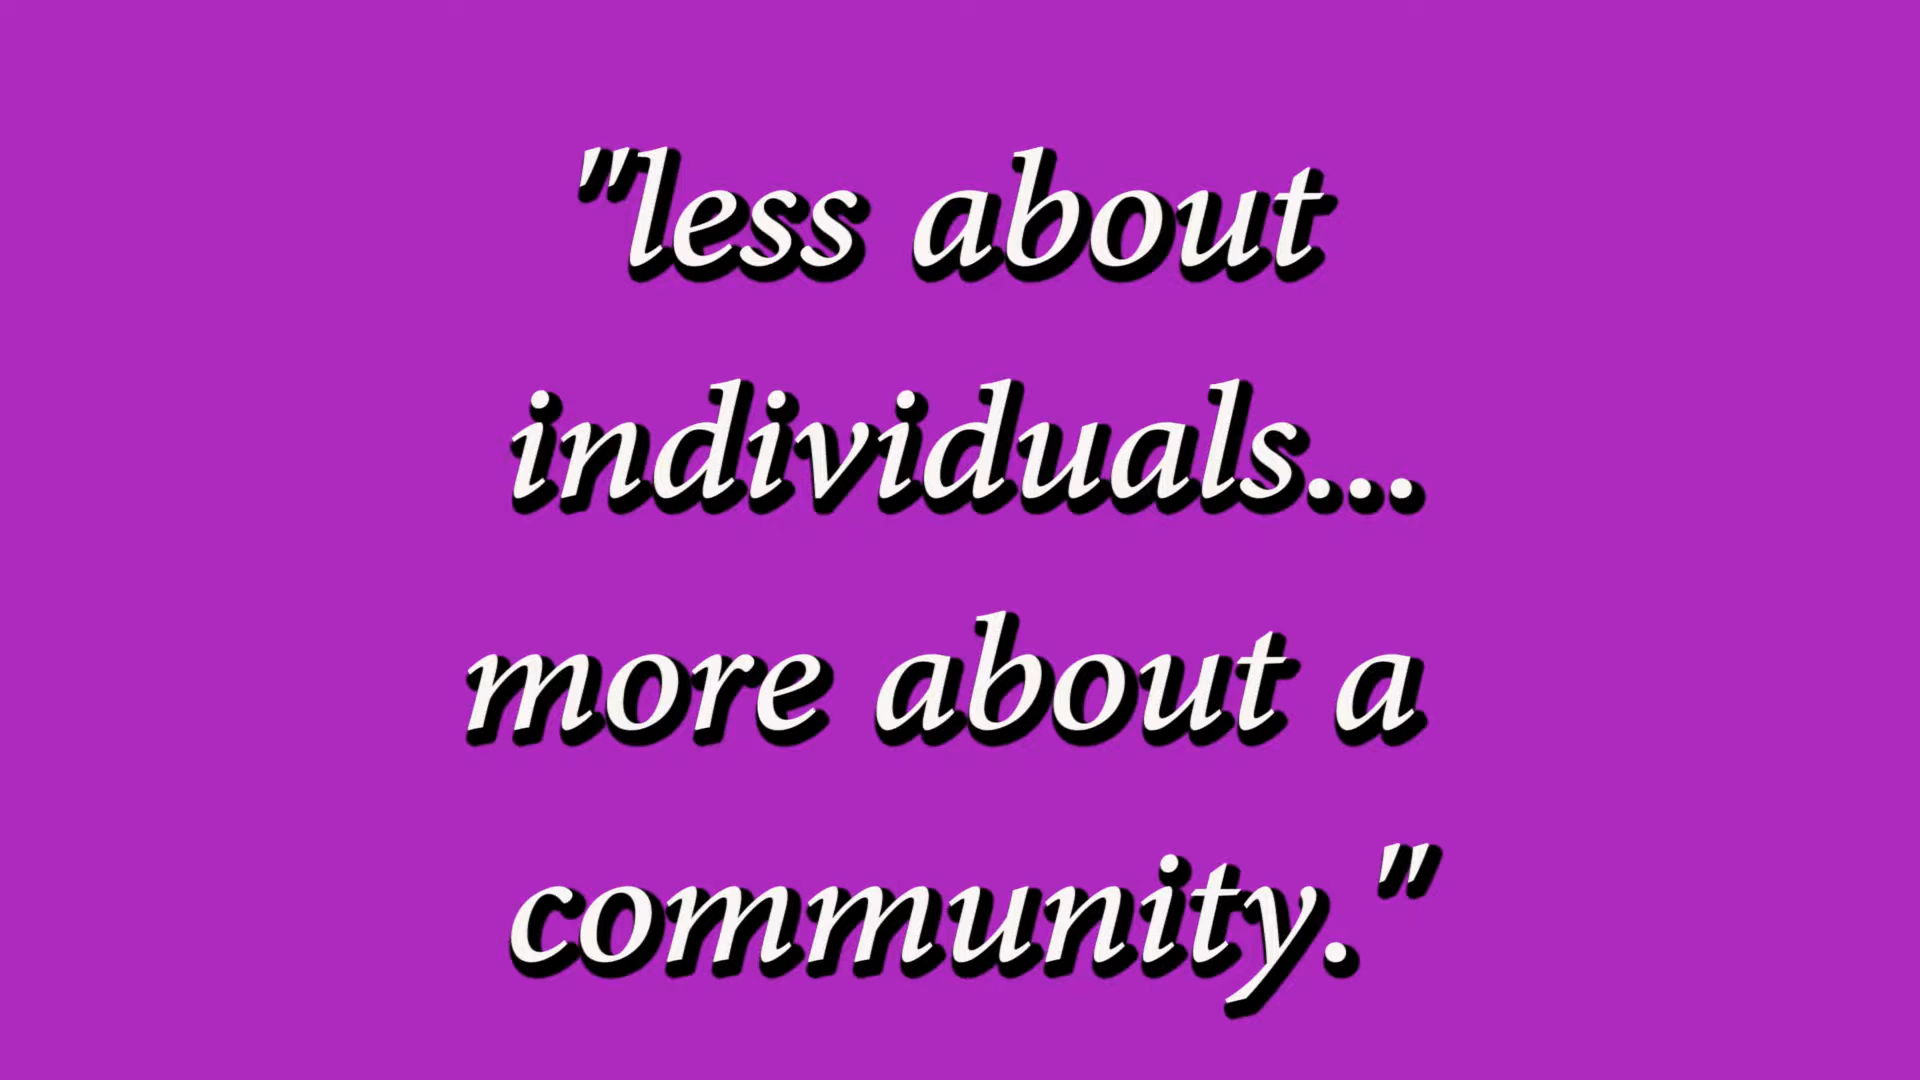 "less about
individuals...
more about a
community."